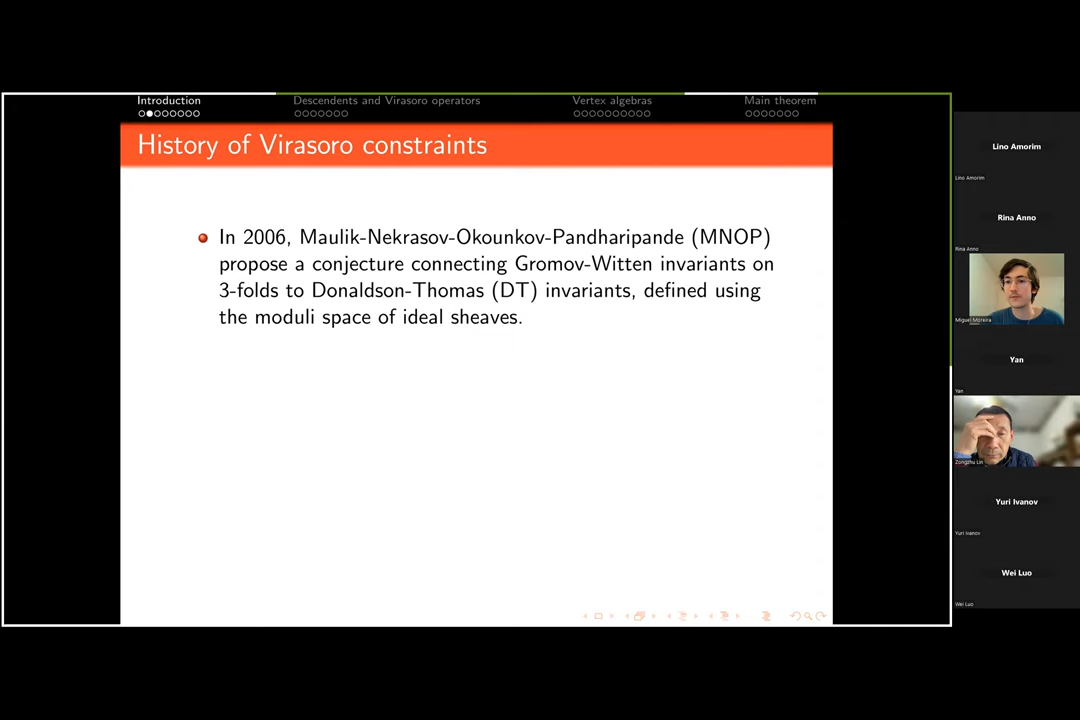 Introduction
Descendents and Virasoro operators
Vertex algebras
Main theorem
History of Virasoro constraints
In 2006, Maulik-Nekrasov-Okounkov-Pandharipande (MNOP)
propose a conjecture connecting Gromov-Witten invariants on
3-folds to Donaldson-Thomas (DT) invariants, defined using
the moduli space of ideal sheaves.
Lino Amorim
Lino Amorim
Rina Anno
Rina Anno
Miguel Moreira
Yan
Yan
Zongzhu Lin
Yuri Ivanov
Yuri Ivanov
Wei Luo
Wei Luo